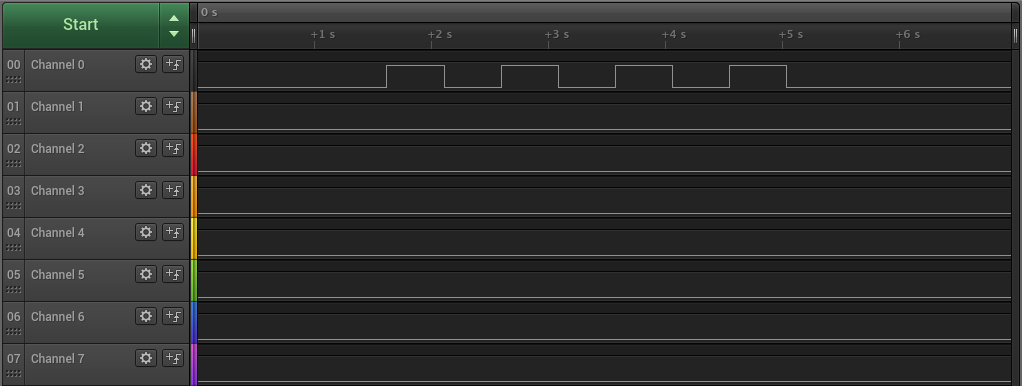 Start
0 s
+1 s +2 s +3 s +4 s +5 s +6 s
00 Channel 0
01 Channel 1
02 Channel 2
03 Channel 3
04 Channel 4
05 Channel 5
06 Channel 6
07 Channel 7